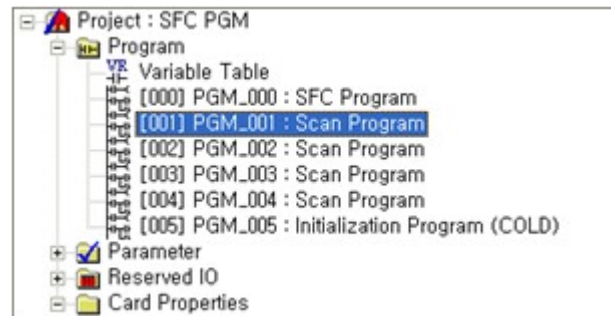 Project : SFC PGM
Program
VR Variable Table
[000] PGM_000 : SFC Program
[001] PGM_001 : Scan Program
[002] PGM_002 : Scan Program
[003] PGM_003 : Scan Program
[004] PGM_004 : Scan Program
[005] PGM_005 : Initialization Program (COLD)
Parameter
Reserved IO
Card Properties